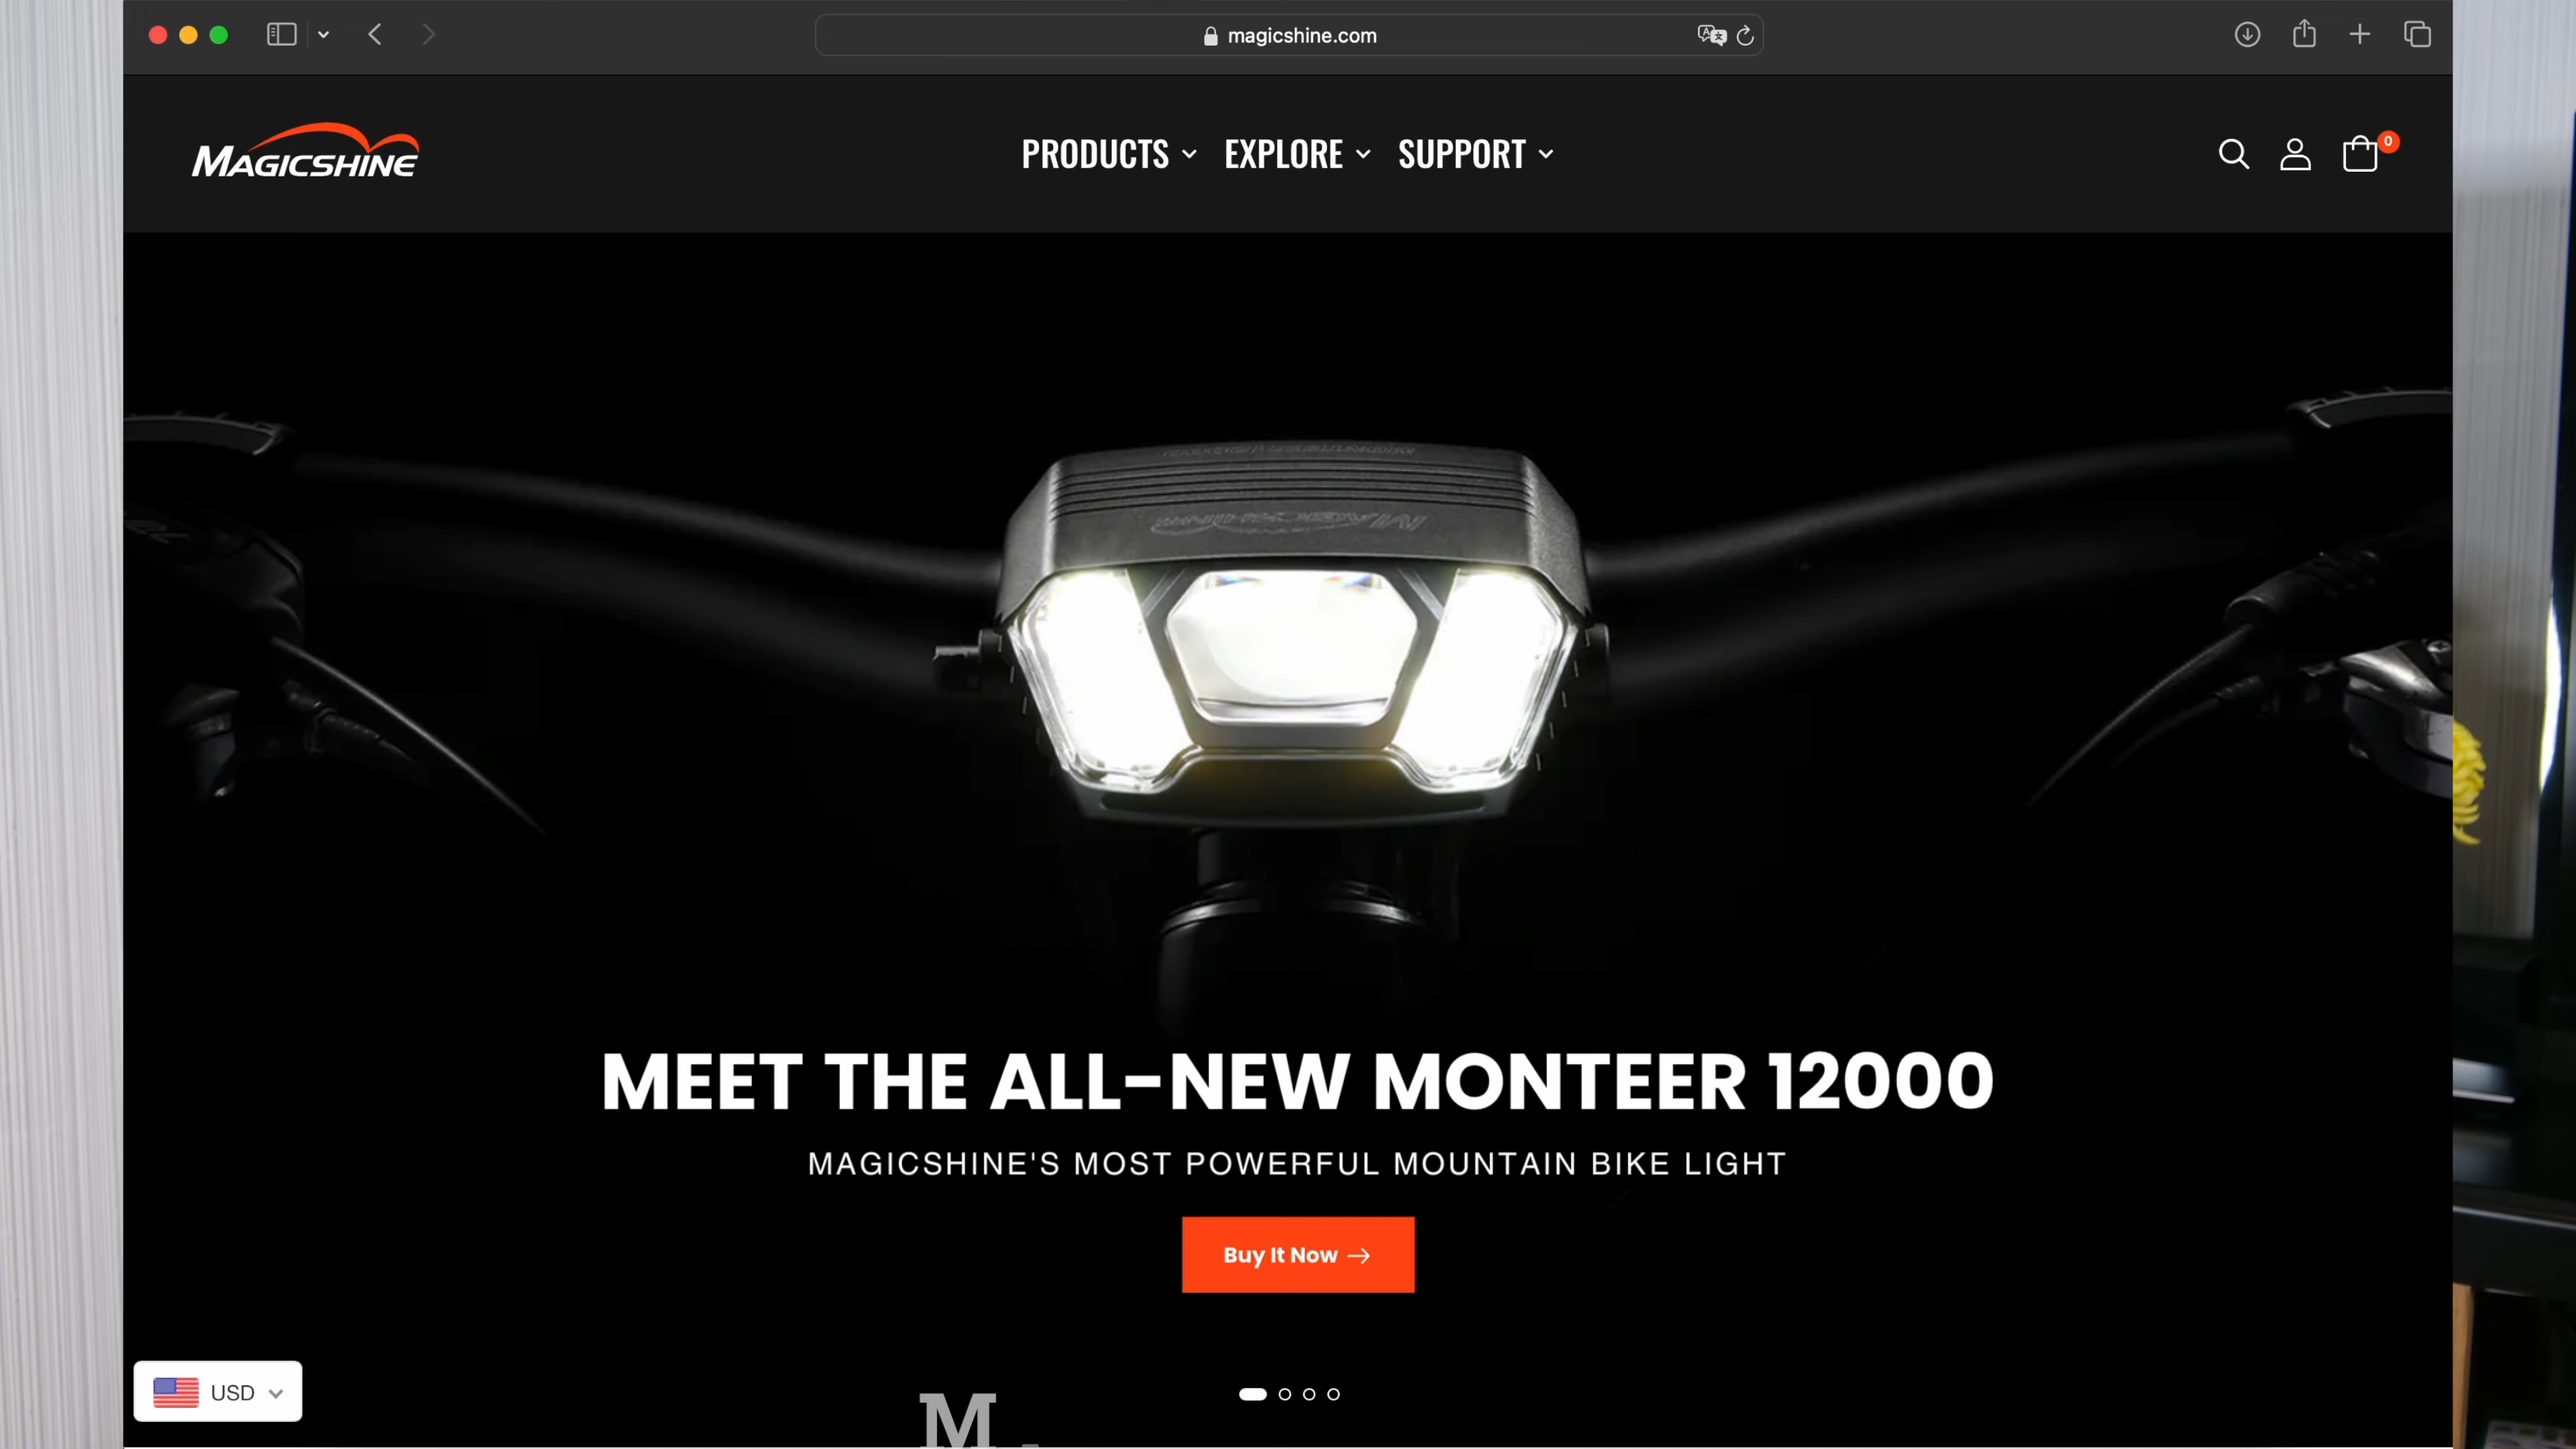 magicshine.com
MAGICSHINE
PRODUCTS EXPLORE SUPPORT
0
MAGICSHINE
MEET THE ALL-NEW MONTEER 12000
MAGICSHINE'S MOST POWERFUL MOUNTAIN BIKE LIGHT
Buy It Now →
USD
M